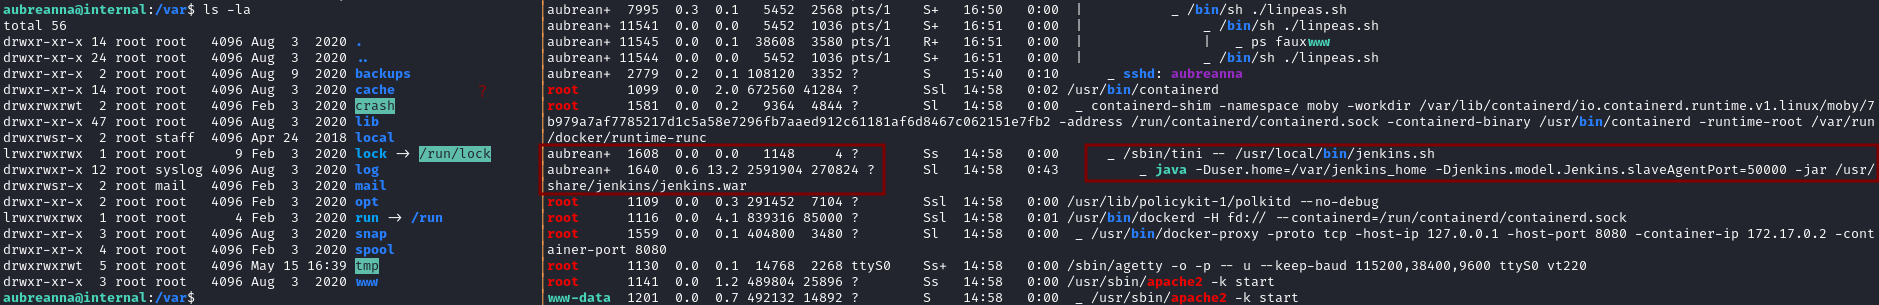 aubreanna@internal:/var$ ls -la
total 56
drwxr-xr-x 14 root root   4096 Aug  3  2020 .
drwxr-xr-x 24 root root   4096 Aug  3  2020 ..
drwxr-xr-x  2 root root   4096 Aug  9  2020 backups
drwxr-xr-x 14 root root   4096 Aug  3  2020 cache
drwxrwxrwt  2 root root   4096 Feb  3  2020 crash
drwxr-xr-x 47 root root   4096 Aug  3  2020 lib
drwxrwsr-x  2 root staff  4096 Apr 24  2018 local
lrwxrwxrwx  1 root root      9 Feb  3  2020 lock → /run/lock
drwxrwxr-x 12 root syslog 4096 Aug  3  2020 log
drwxrwsr-x  2 root mail   4096 Feb  3  2020 mail
drwxr-xr-x  2 root root   4096 Aug  3  2020 opt
lrwxrwxrwx  1 root root      4 Feb  3  2020 run → /run
drwxr-xr-x  3 root root   4096 Aug  3  2020 snap
drwxr-xr-x  4 root root   4096 Feb  3  2020 spool
drwxrwxrwt  5 root root   4096 May 15 16:39 tmp
drwxr-xr-x  3 root root   4096 Aug  3  2020 www
aubreanna@internal:/var$
?
aubrean+  7995  0.3  0.1   5452  2568 pts/1    S+   16:50   0:00  |           _ /bin/sh ./linpeas.sh
aubrean+ 11541  0.0  0.0   5452  1036 pts/1    S+   16:51   0:00  |               _ /bin/sh ./linpeas.sh
aubrean+ 11545  0.0  0.1  38608  3580 pts/1    R+   16:51   0:00  |               |   _ ps fauxwww
aubrean+ 11544  0.0  0.0   5452  1036 pts/1    S+   16:51   0:00  |               _ /bin/sh ./linpeas.sh
aubrean+  2779  0.2  0.1 108120  3352 ?        S    15:40   0:10      _ sshd: aubreanna
root      1099  0.0  2.0 672560 41284 ?        Ssl  14:58   0:02 /usr/bin/containerd
root      1581  0.0  0.2   9364  4844 ?        Sl   14:58   0:00  _ containerd-shim -namespace moby -workdir /var/lib/containerd/io.containerd.runtime.v1.linux/moby/7
b979a7af7785217d1c5a58e7296fb7aaed912c61181af6d8467c062151e7fb2 -address /run/containerd/containerd.sock -containerd-binary /usr/bin/containerd -runtime-root /var/run
/docker/runtime-runc
aubrean+  1608  0.0  0.0   1148     4 ?        Ss   14:58   0:00      _ /sbin/tini -- /usr/local/bin/jenkins.sh
aubrean+  1640  0.6 13.2 2591904 270824 ?      Sl   14:58   0:43          _ java -Duser.home=/var/jenkins_home -Djenkins.model.Jenkins.slaveAgentPort=50000 -jar /usr/
share/jenkins/jenkins.war
root      1109  0.0  0.3 291452  7104 ?        Ssl  14:58   0:00 /usr/lib/policykit-1/polkitd --no-debug
root      1116  0.0  4.1 839316 85000 ?        Ssl  14:58   0:01 /usr/bin/dockerd -H fd:// --containerd=/run/containerd/containerd.sock
root      1559  0.0  0.1 404800  3480 ?        Sl   14:58   0:00  _ /usr/bin/docker-proxy -proto tcp -host-ip 127.0.0.1 -host-port 8080 -container-ip 172.17.0.2 -cont
ainer-port 8080
root      1130  0.0  0.1  14768  2268 ttyS0    Ss+  14:58   0:00 /sbin/agetty -o -p -- u --keep-baud 115200,38400,9600 ttyS0 vt220
root      1141  0.0  1.2 489804 25896 ?        Ss   14:58   0:00 /usr/sbin/apache2 -k start
www-data  1201  0.0  0.7 492132 14892 ?        S    14:58   0:00  _ /usr/sbin/apache2 -k start